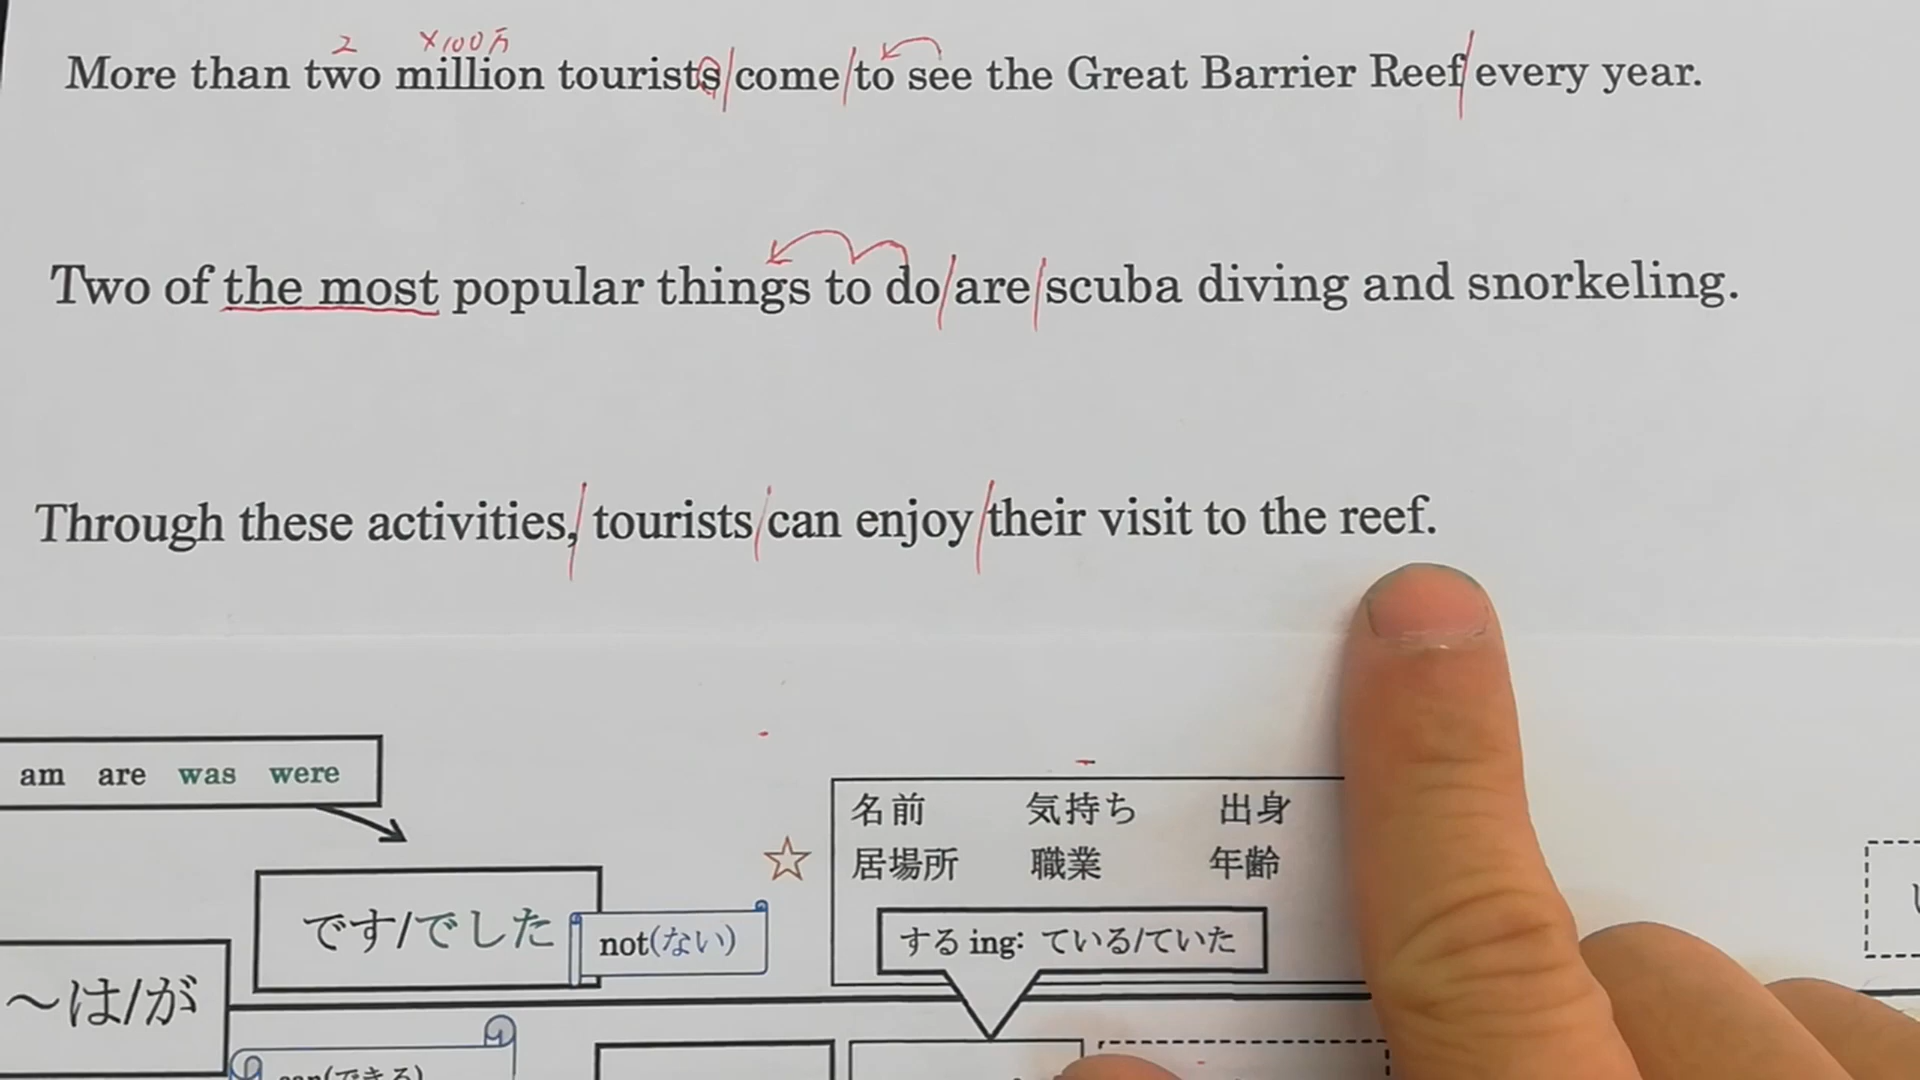 2 ×100万
More than two million tourists come to see the Great Barrier Reef every year.
Two of the most popular things to do are scuba diving and snorkeling.
Through these activities, tourists can enjoy their visit to the reef.
am are was were
名前 気持ち 出身
居場所 職業 年齢
です/でした
not(ない)
する ing: ている/ていた
～は/が
can(できる)